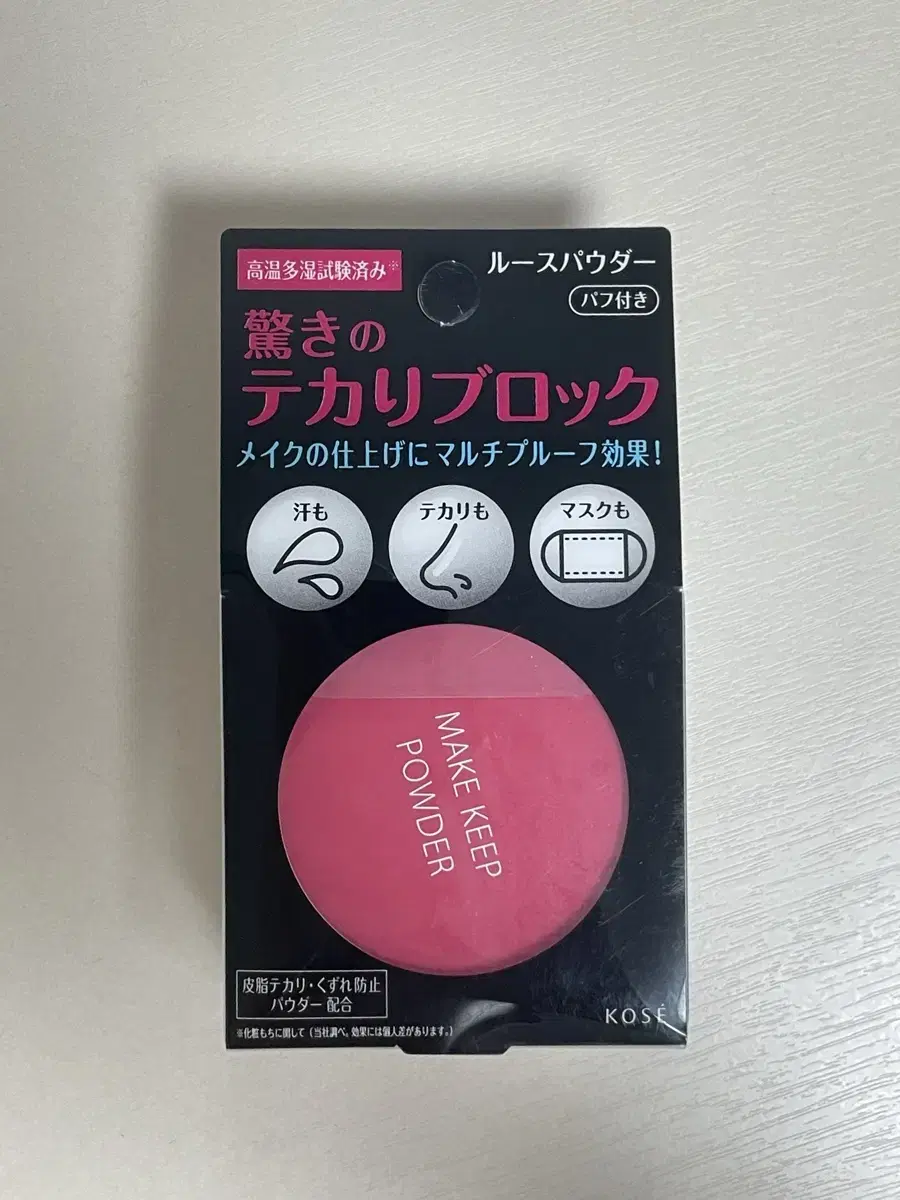 高温多湿試験済み※
ルースパウダー
パフ付き
驚きの
テカりブロック
メイクの仕上げにマルチプルーフ効果!
汗も
テカリも
マスクも
MAKE KEEP
POWDER
皮脂テカリ・くずれ防止
パウダー 配合
KOSÉ
※化粧もちに関して(当社調べ。効果には個人差があります。)